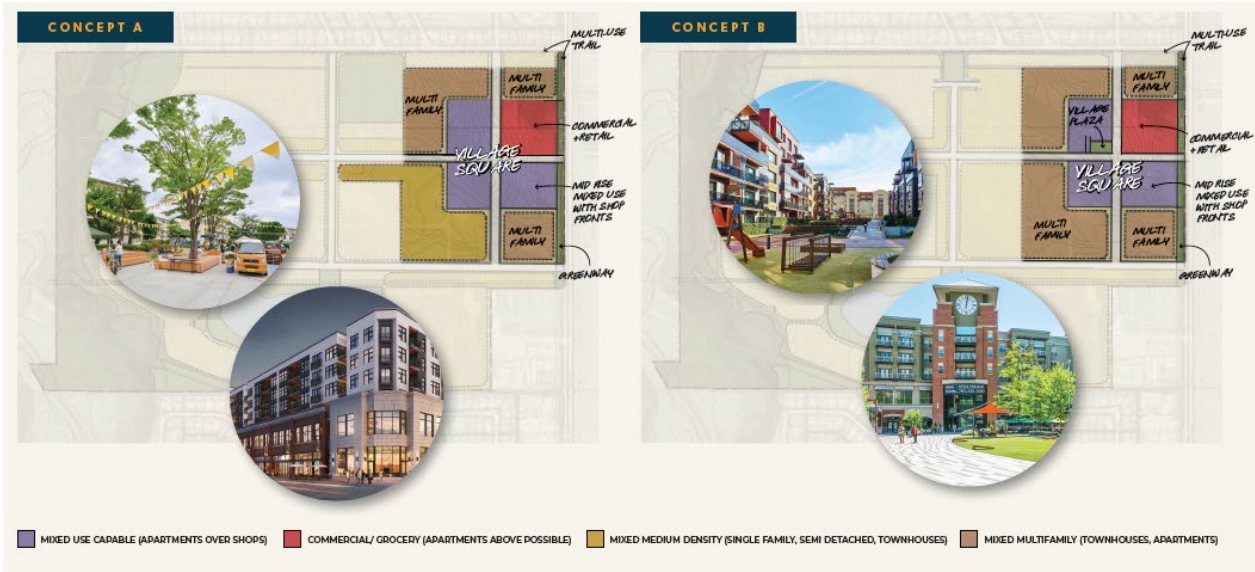 CONCEPT A
MULTI-USE
TRAIL
MULTI
FAMILY
MULTI
FAMILY
COMMERCIAL
+ RETAIL
VILLAGE
SQUARE
MID RISE
MIXED USE
WITH SHOP
FRONTS
MULTI
FAMILY
GREENWAY
CONCEPT B
MULTI-USE
TRAIL
MULTI
FAMILY
VILLAGE
PLAZA
COMMERCIAL
+ RETAIL
VILLAGE
SQUARE
MID RISE
MIXED USE
WITH SHOP
FRONTS
MULTI
FAMILY
MULTI
FAMILY
GREENWAY
MIXED USE CAPABLE (APARTMENTS OVER SHOPS)
COMMERCIAL/ GROCERY (APARTMENTS ABOVE POSSIBLE)
MIXED MEDIUM DENSITY (SINGLE FAMILY, SEMI DETACHED, TOWNHOUSES)
MIXED MULTIFAMILY (TOWNHOUSES, APARTMENTS)